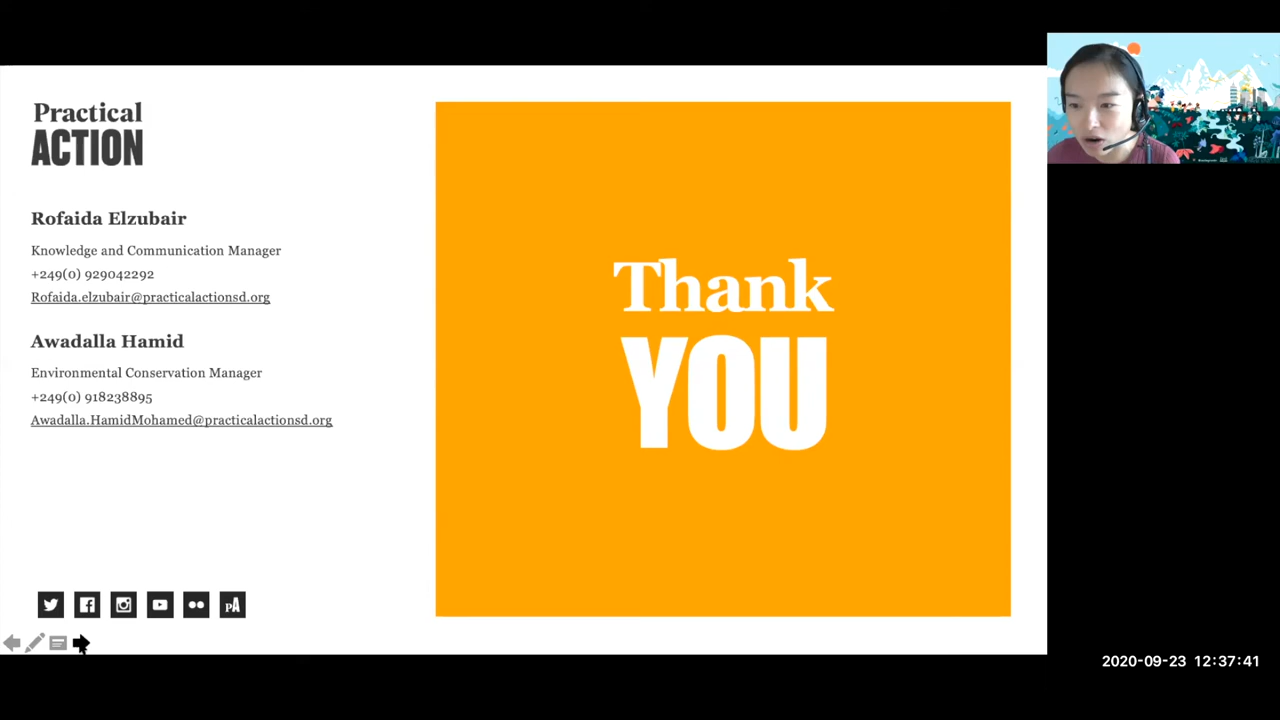 Practical
ACTION
Rofaida Elzubair
Knowledge and Communication Manager
+249(0) 929042292
Rofaida.elzubair@practicalactionsd.org
Awadalla Hamid
Environmental Conservation Manager
+249(0) 918238895
Awadalla.HamidMohamed@practicalactionsd.org
pA
Thank
YOU
2020-09-23 12:37:41